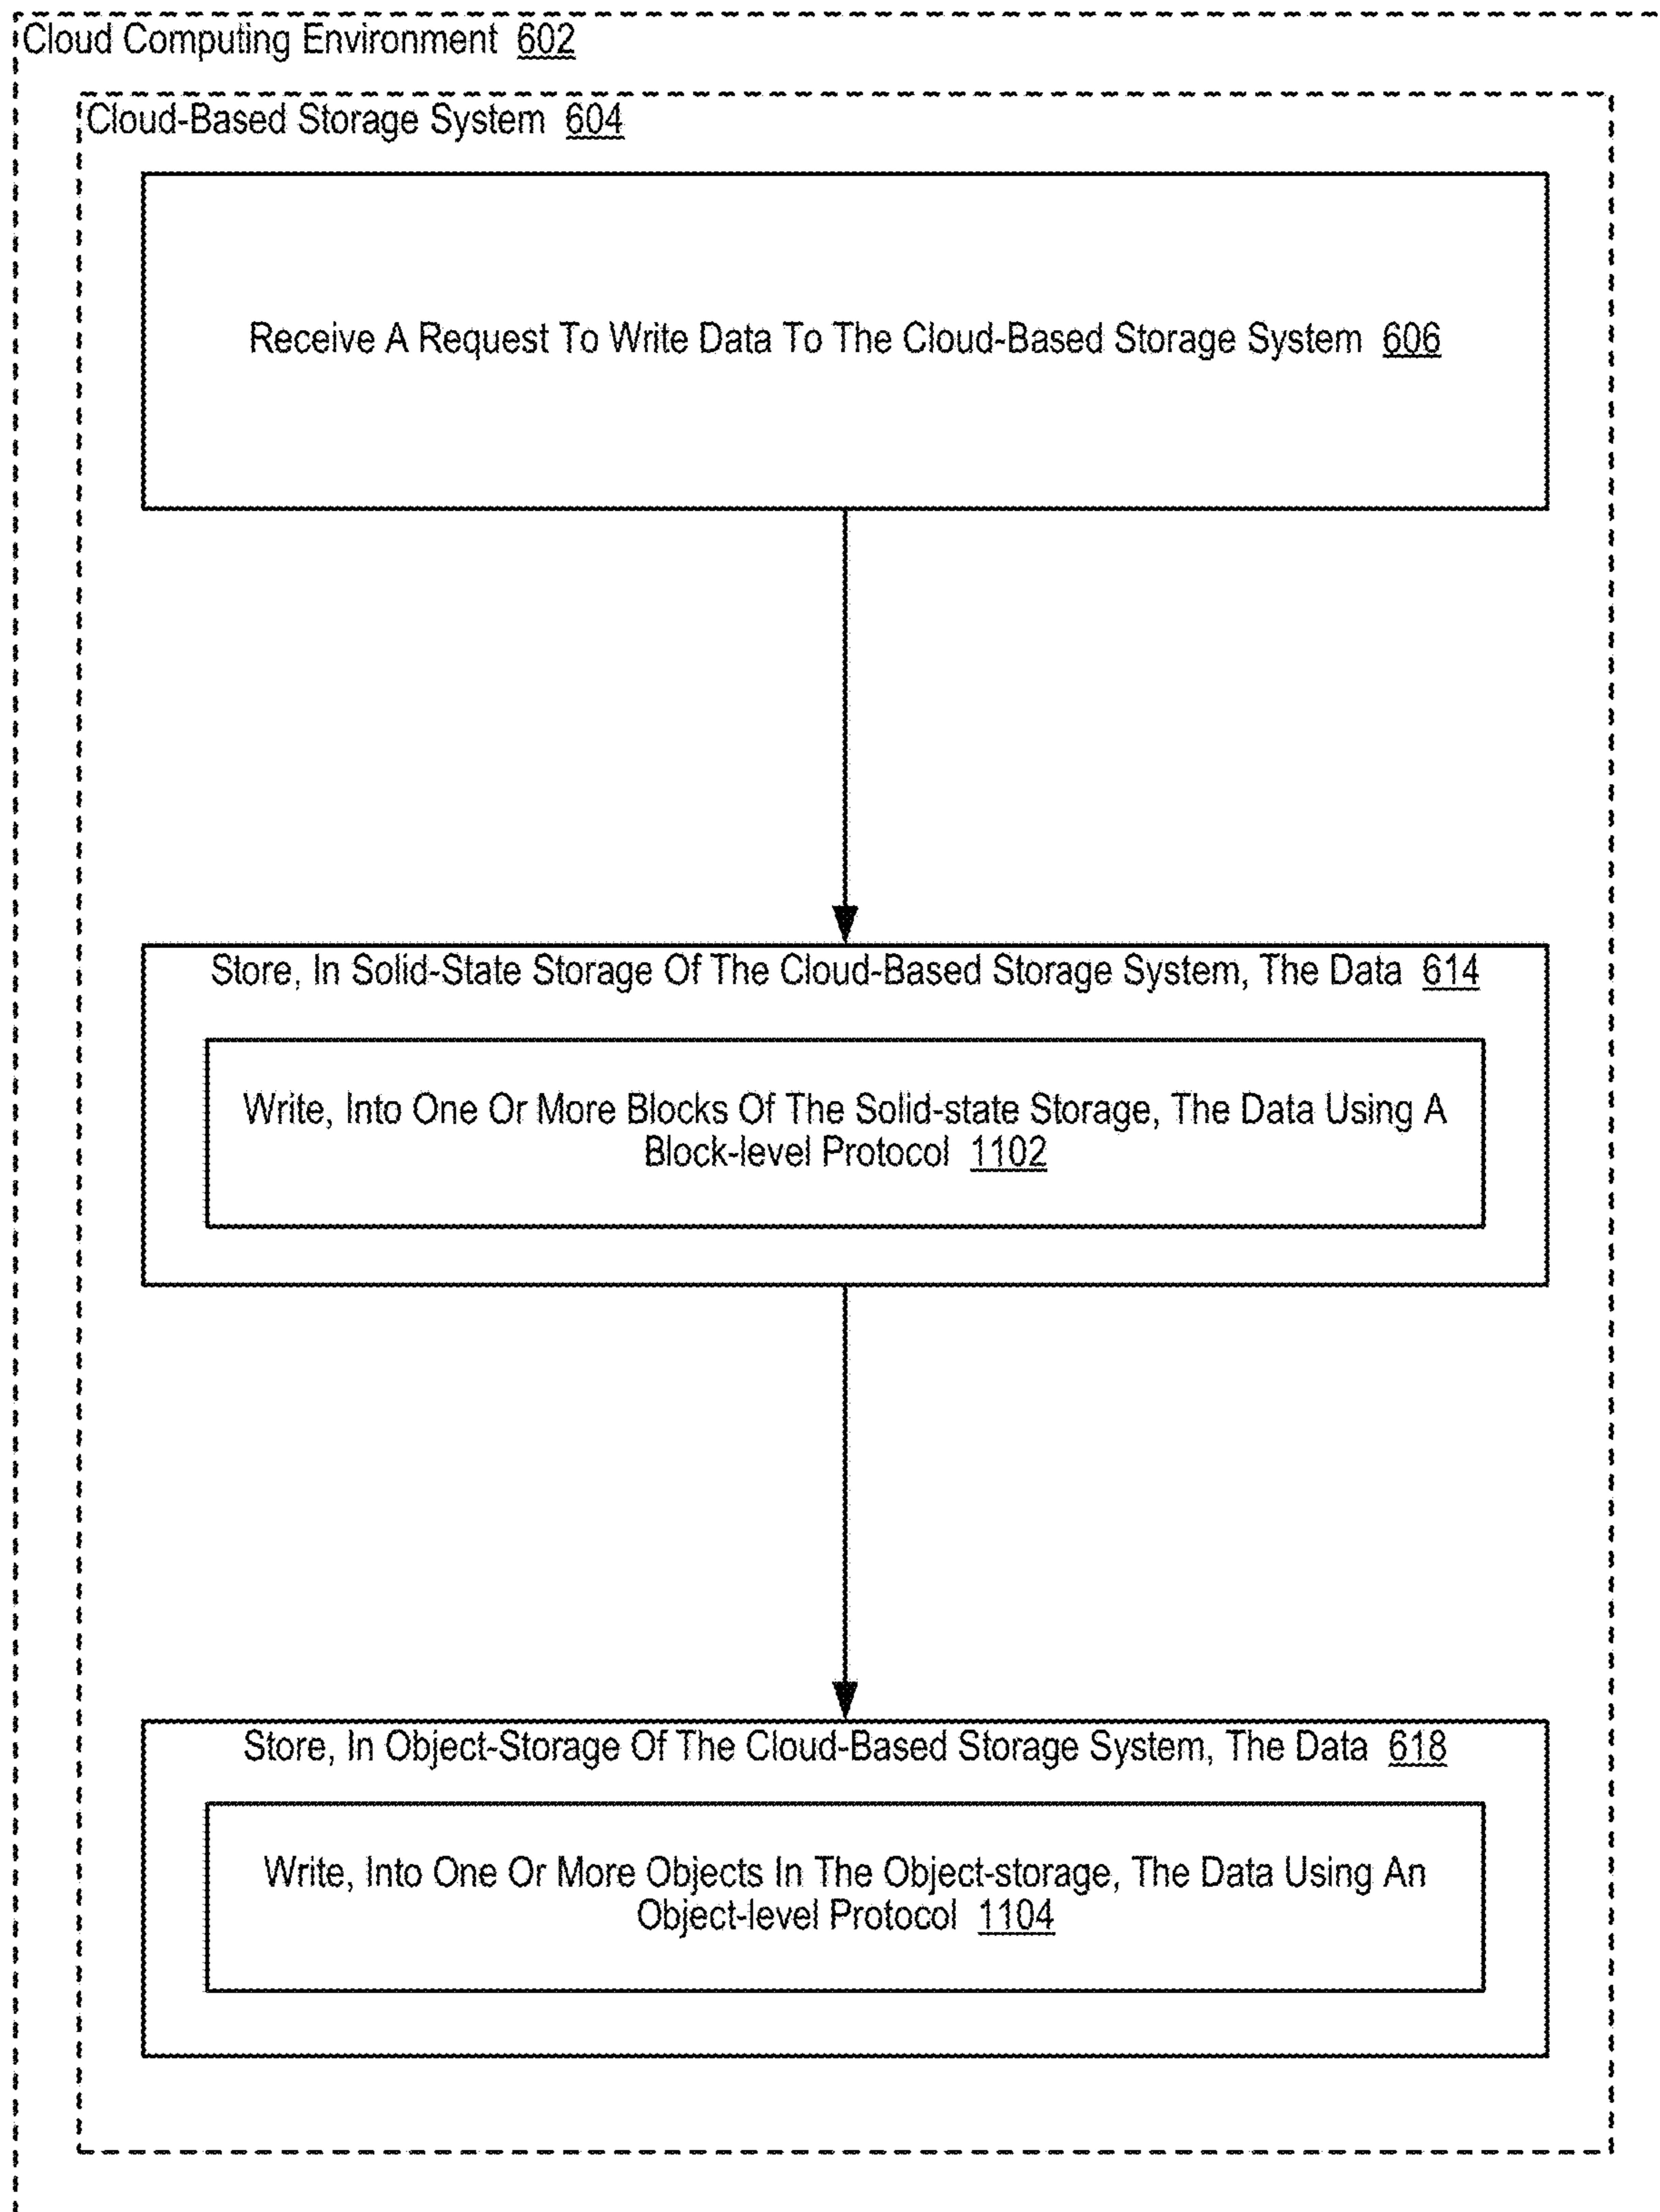 Cloud Computing Environment 602
Cloud-Based Storage System 604
Receive A Request To Write Data To The Cloud-Based Storage System 606
Store, In Solid-State Storage Of The Cloud-Based Storage System, The Data 614
Write, Into One Or More Blocks Of The Solid-state Storage, The Data Using A
Block-level Protocol 1102
Store, In Object-Storage Of The Cloud-Based Storage System, The Data 618
Write, Into One Or More Objects In The Object-storage, The Data Using An
Object-level Protocol 1104